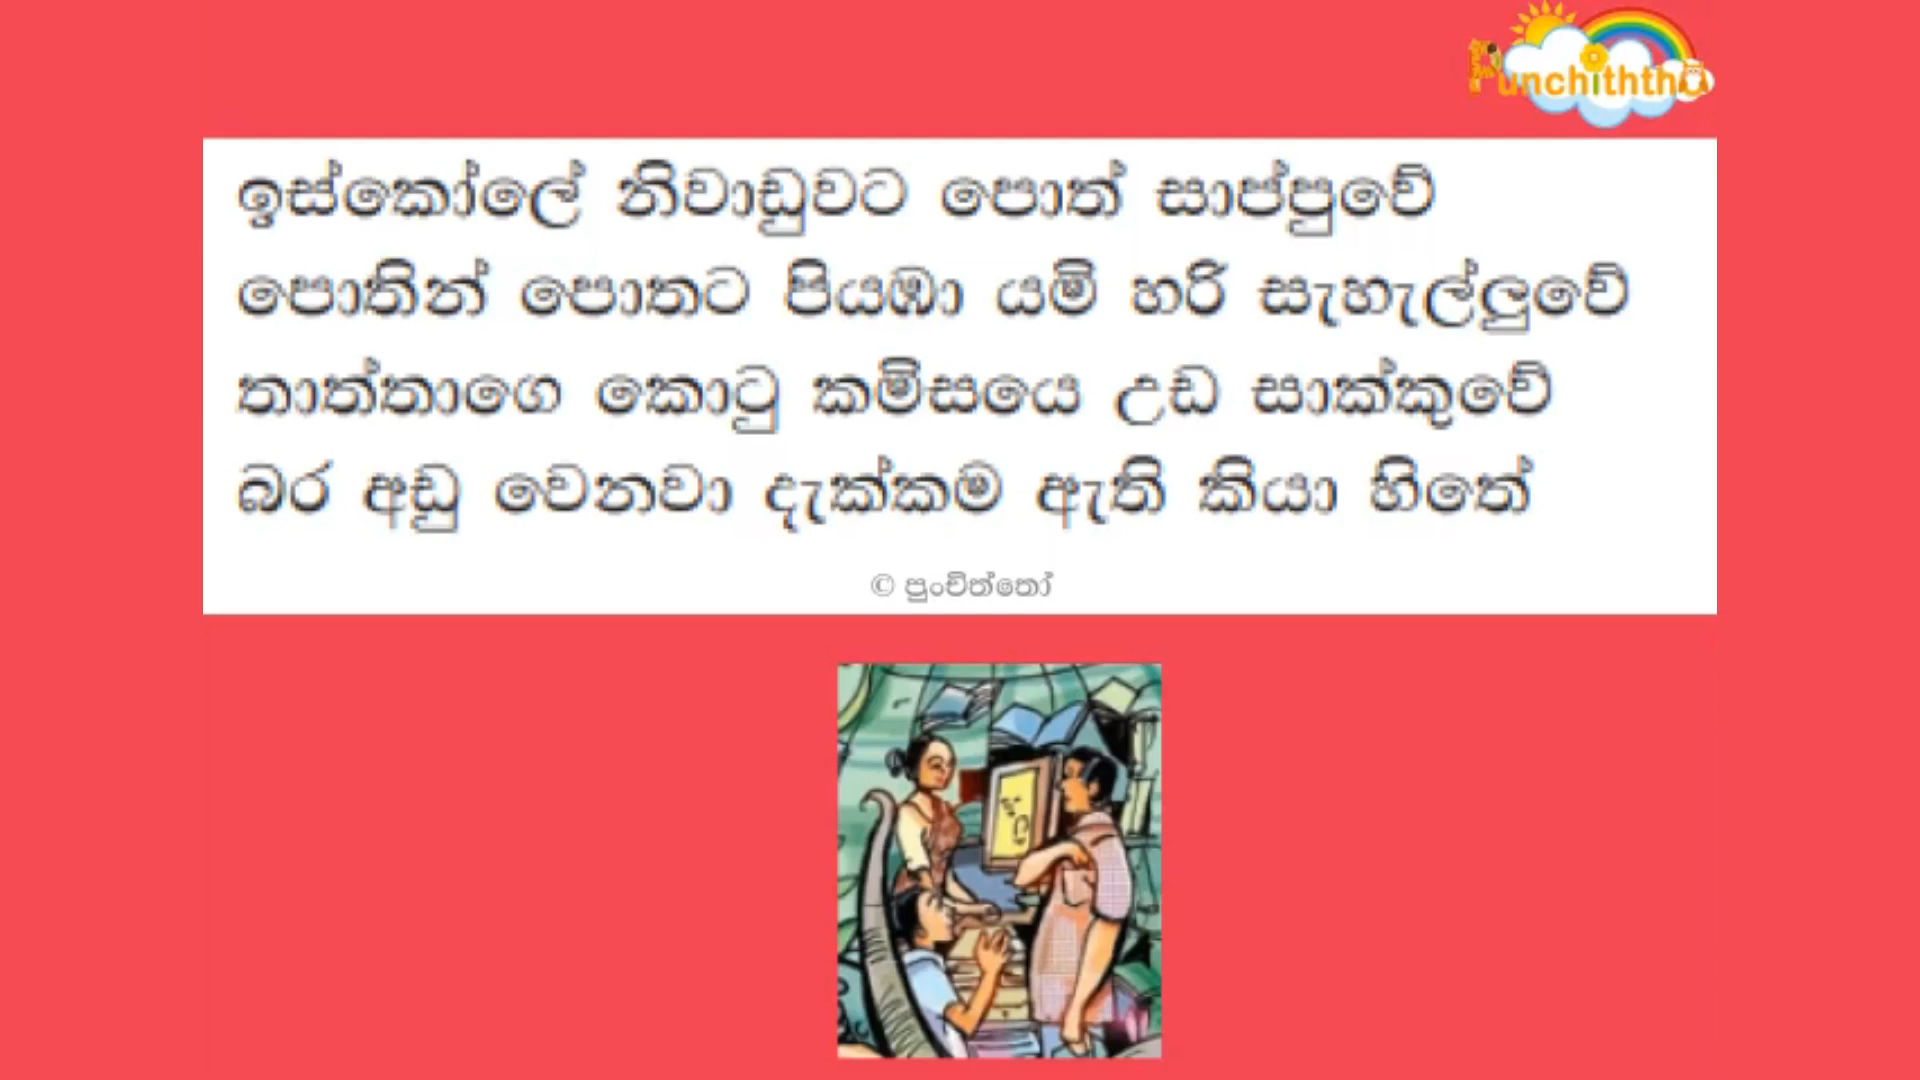 Punchiththo
ඉස්කෝලේ නිවාඩුවට පොත් සාප්පුවේ
පොතින් පොතට පියඹා යමි හරි සැහැල්ලුවේ
තාත්තාගෙ කොටු කමිසයෙ උඩ සාක්කුවේ
බර අඩු වෙනවා දැක්කම ඇති කියා හිතේ
© පුංචිත්තෝ